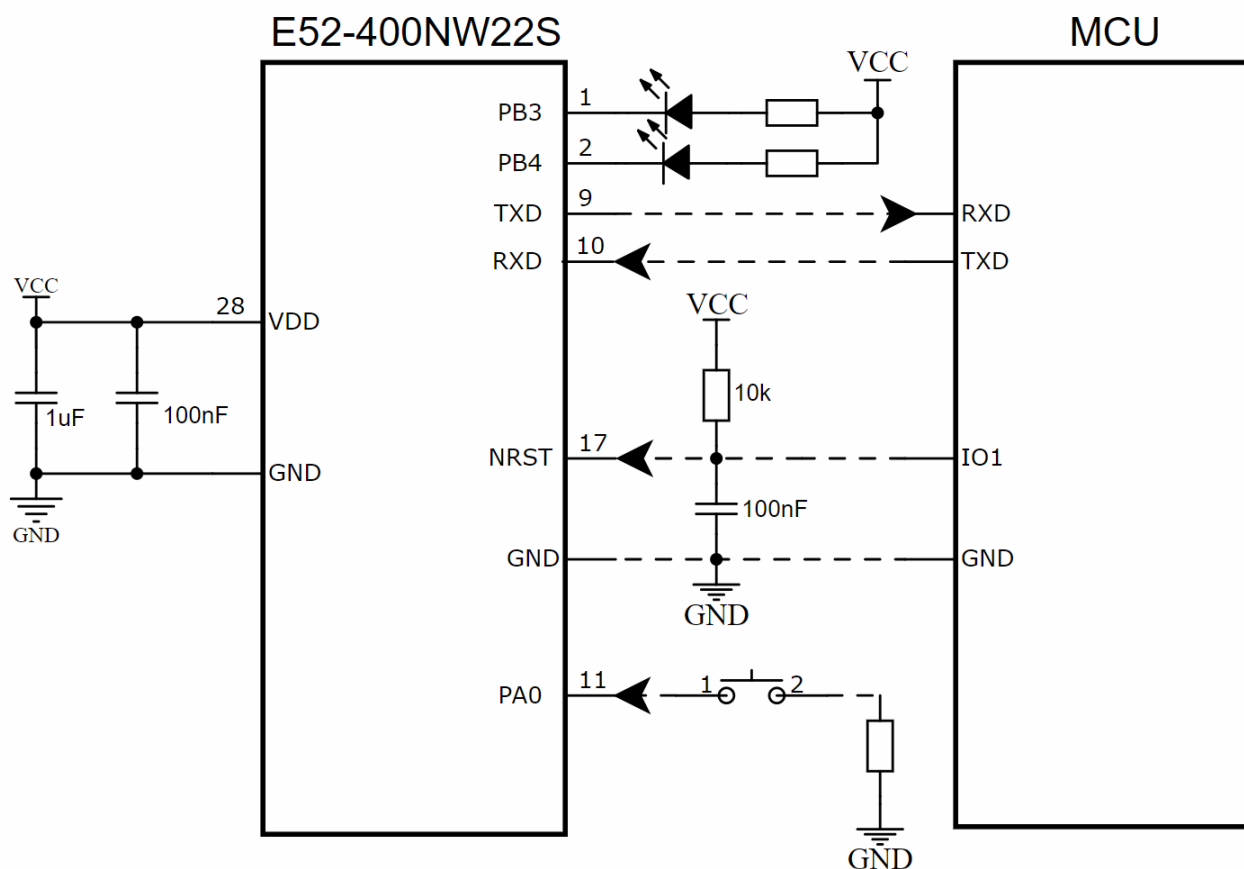 E52-400NW22S
MCU
VCC
PB3 1
PB4 2
TXD 9 RXD
RXD 10 TXD
VCC
28 VDD
VCC
1uF 100nF
10k
NRST 17 IO1
GND
100nF
GND
GND GND
GND
PA0 11 1 2
GND